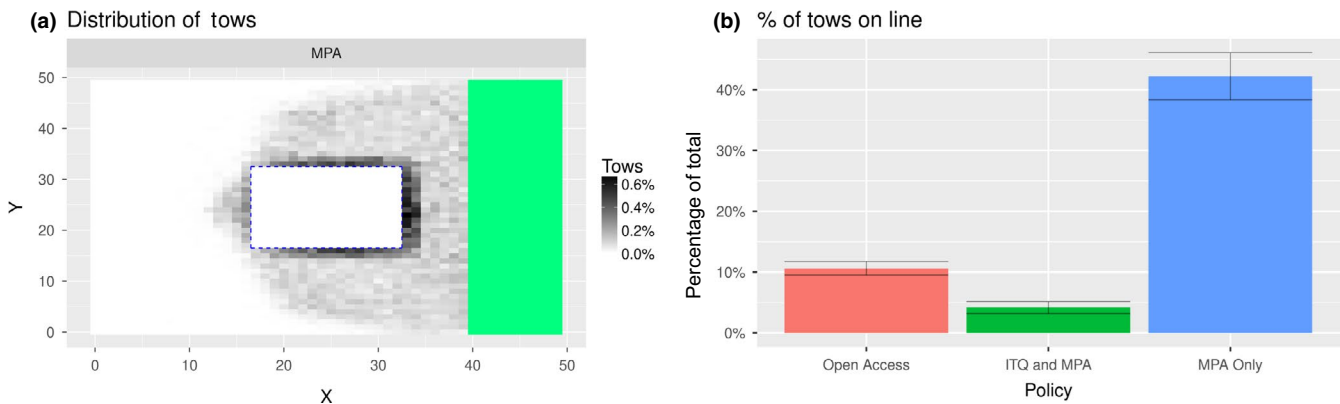 (a) Distribution of tows
MPA
50
40
30
20
10
0
Y
0 10 20 30 40 50
X
Tows
0.6%
0.4%
0.2%
0.0%
(b) % of tows on line
40%
30%
20%
10%
0%
Percentage of total
Open Access ITQ and MPA MPA Only
Policy